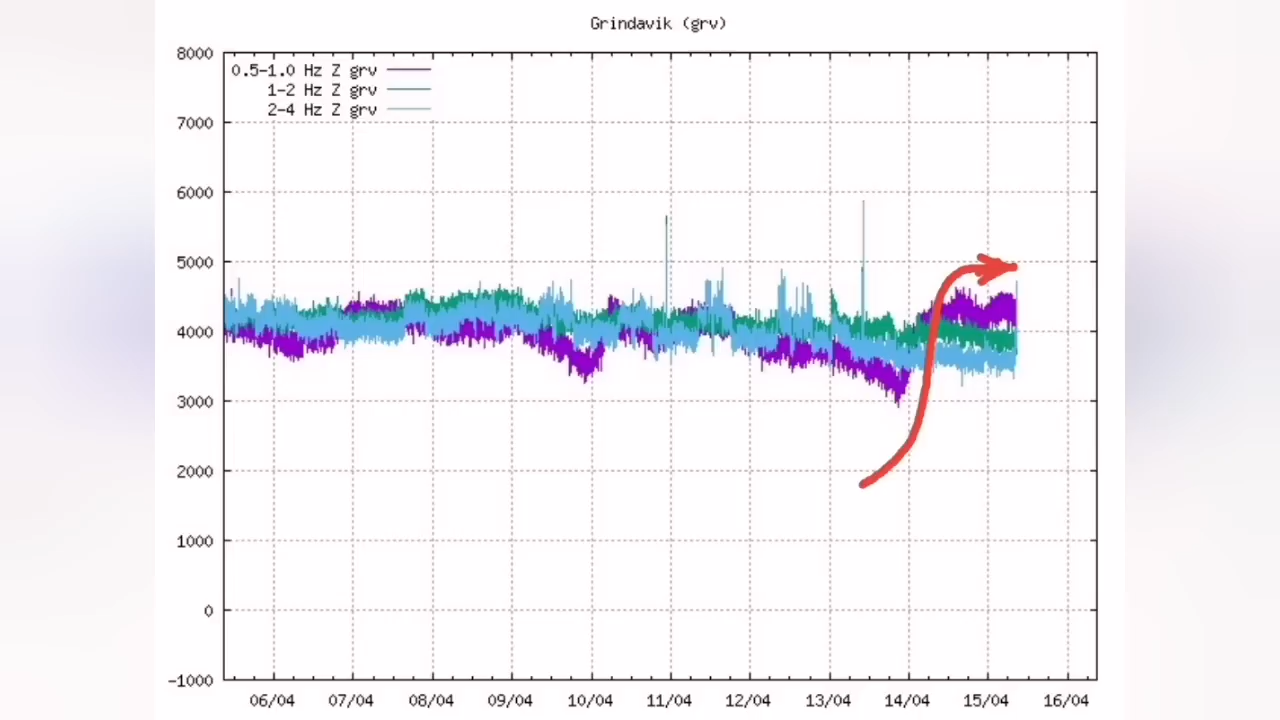 Grindavik (grv)
8000
0.5-1.0 Hz Z grv
1-2 Hz Z grv
2-4 Hz Z grv
7000
6000
5000
4000
3000
2000
1000
0
-1000
06/04 07/04 08/04 09/04 10/04 11/04 12/04 13/04 14/04 15/04 16/04